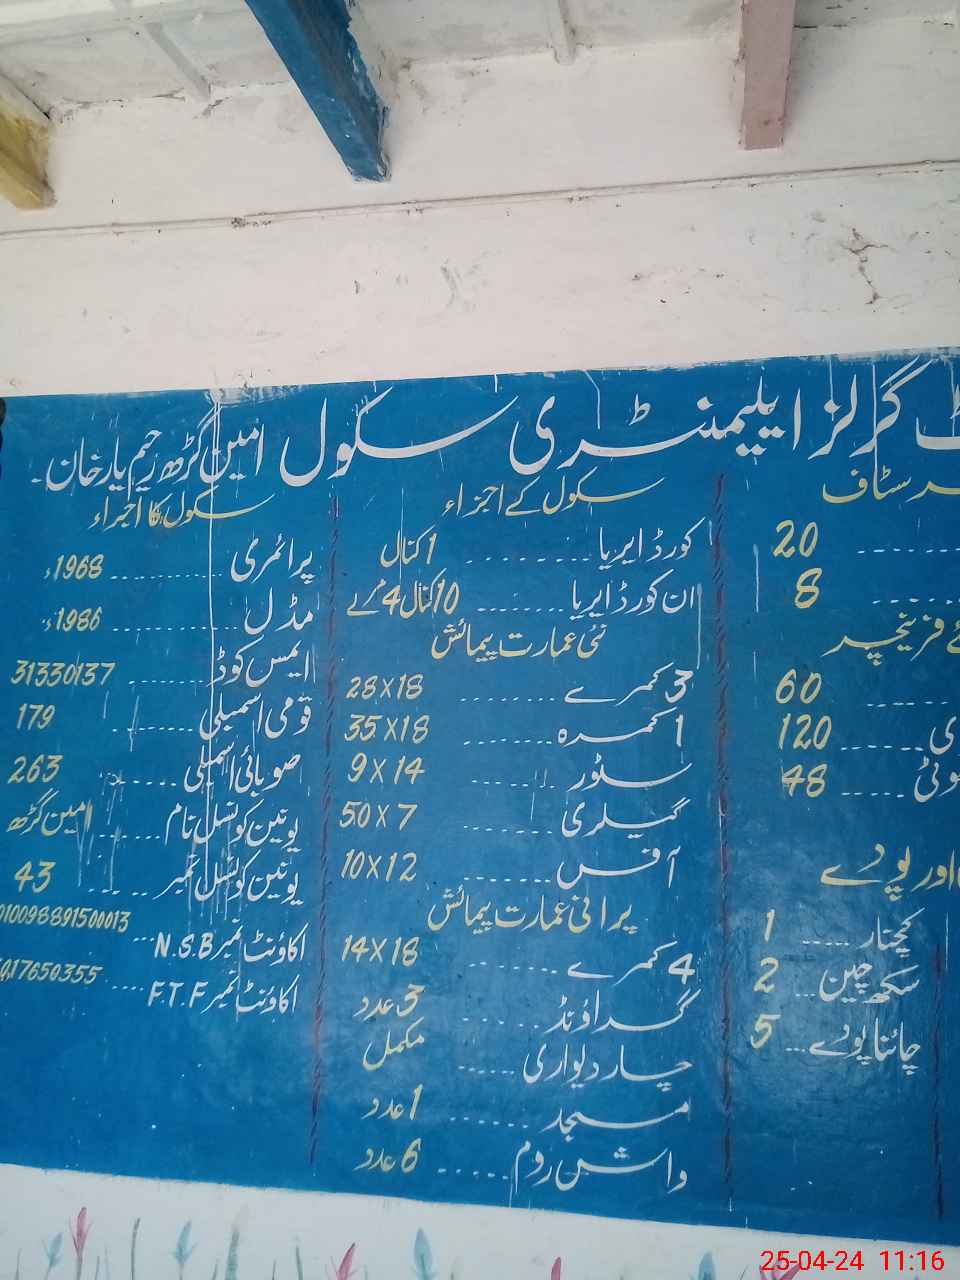 گرلز ایلیمنٹری سکول امین گڑھ رحیم یار خان۔
سٹاف
20
8
فرنیچر
60
120
48
اور پودے
کچنار ..... 1
سکھ چین ... 2
چائنا پودے ... 5
سکول کے اجزاء
کورڈ ایریا ........ 1 کنال
ان کورڈ ایریا ........ 10 کنال 4 مرلے
نئی عمارت پیمائش
3 کمرے ........ 28x18
1 کمرہ ........ 35x18
سٹور ........ 9x14
گیلری ........ 50x7
آفس ........ 10x12
پرانی عمارت پیمائش
4 کمرے ........ 14x18
گراؤنڈ ........ 3 عدد
چار دیواری ..... مکمل
مسجد ........ 1 عدد
واش روم ..... 6 عدد
سکول کا اجراء
پرائمری ........ 1968ء
مڈل ........ 1986ء
ایمس کوڈ ........ 31330137
قومی اسمبلی ........ 179
صوبائی اسمبلی ..... 263
یونین کونسل نام ..... امین گڑھ
یونین کونسل نمبر ..... 43
اکاؤنٹ نمبر N.S.B ... 010098891500013
اکاؤنٹ نمبر F.T.F .... 17650355
25-04-24 11:16